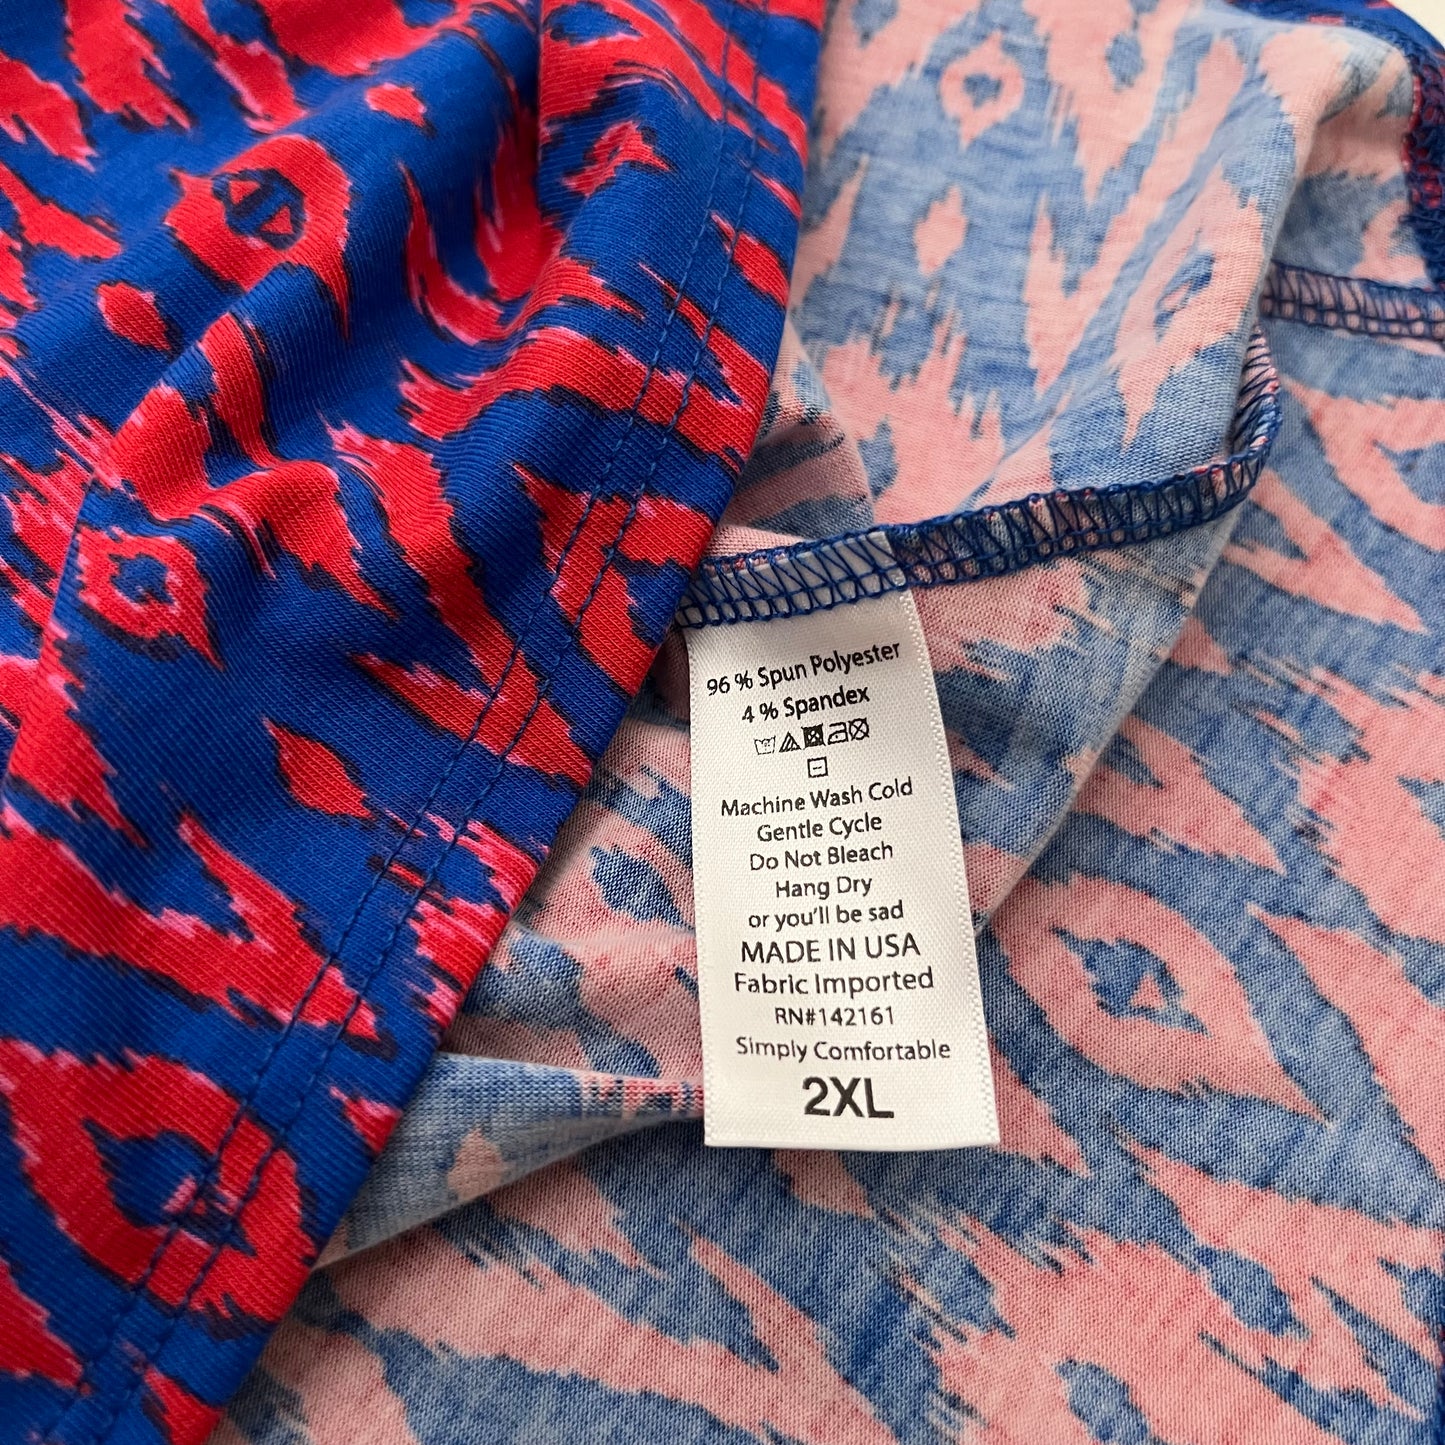 96 % Spun Polyester
4 % Spandex
Machine Wash Cold
Gentle Cycle
Do Not Bleach
Hang Dry
or you'll be sad
MADE IN USA
Fabric Imported
RN#142161
Simply Comfortable
2XL